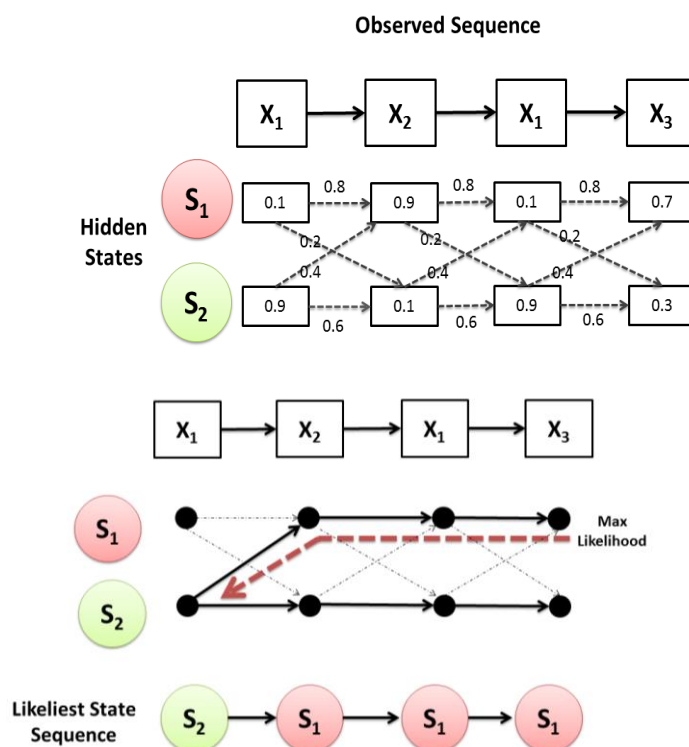 Observed Sequence
X₁ X₂ X₁ X₃
S₁
0.1 0.8 0.9 0.8 0.1 0.8 0.7
Hidden
States
0.2 0.2 0.2
0.4 0.4 0.4
S₂
0.9 0.1 0.9 0.3
0.6 0.6 0.6
X₁ X₂ X₁ X₃
S₁
Max
Likelihood
S₂
Likeliest State
Sequence
S₂ S₁ S₁ S₁